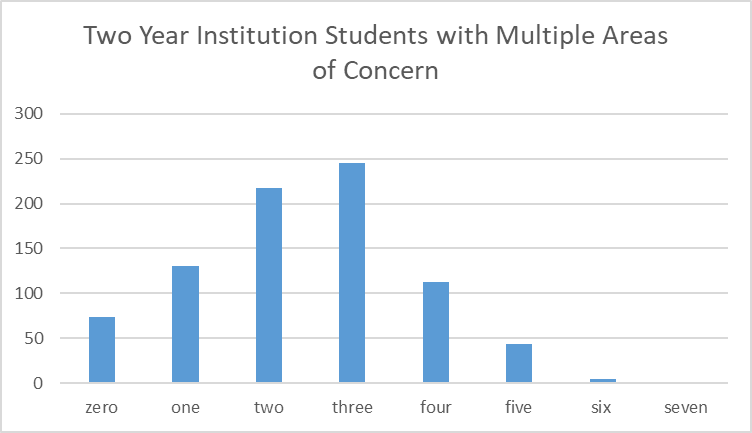 Two Year Institution Students with Multiple Areas
of Concern
300
250
200
150
100
50
0
zero one two three four five six seven